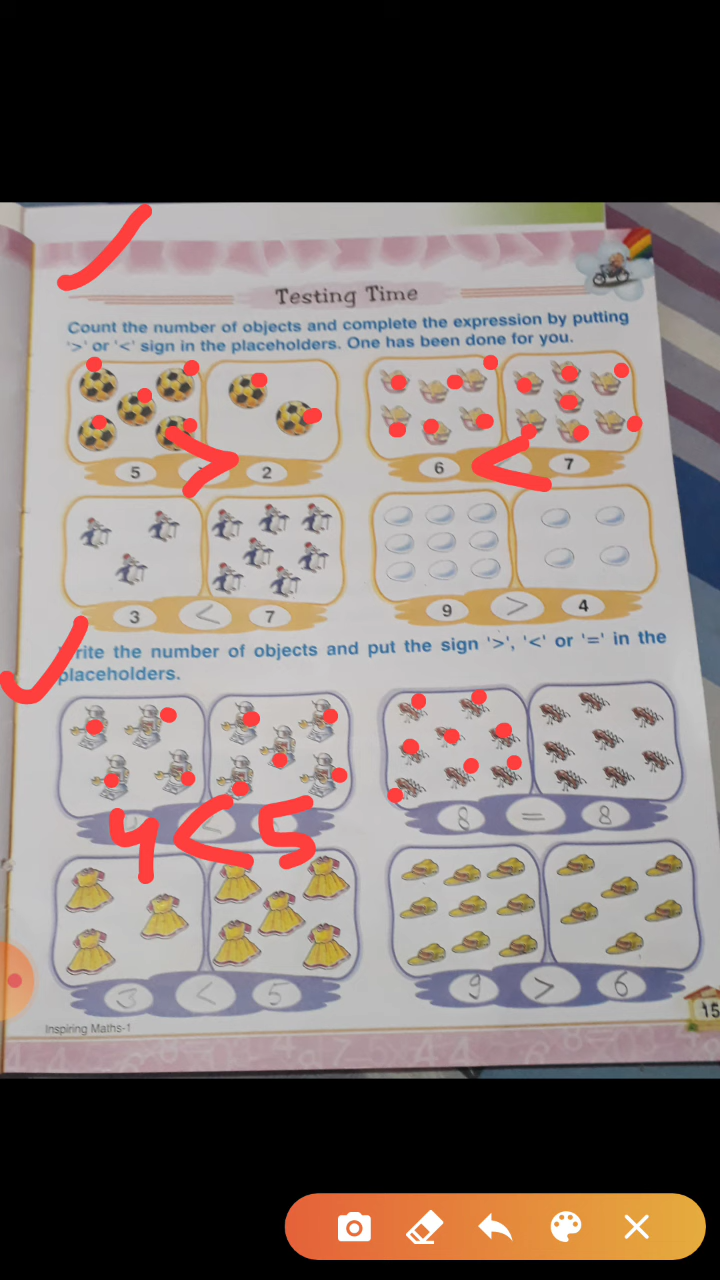 Testing Time
Count the number of objects and complete the expression by putting
'>' or '<' sign in the placeholders. One has been done for you.
5 > 2 6 < 7
3 < 7 9 > 4
rite the number of objects and put the sign '>', '<' or '=' in the
placeholders.
4 < 5 8 = 8
3 < 5 9 > 6
Inspiring Maths-1
15